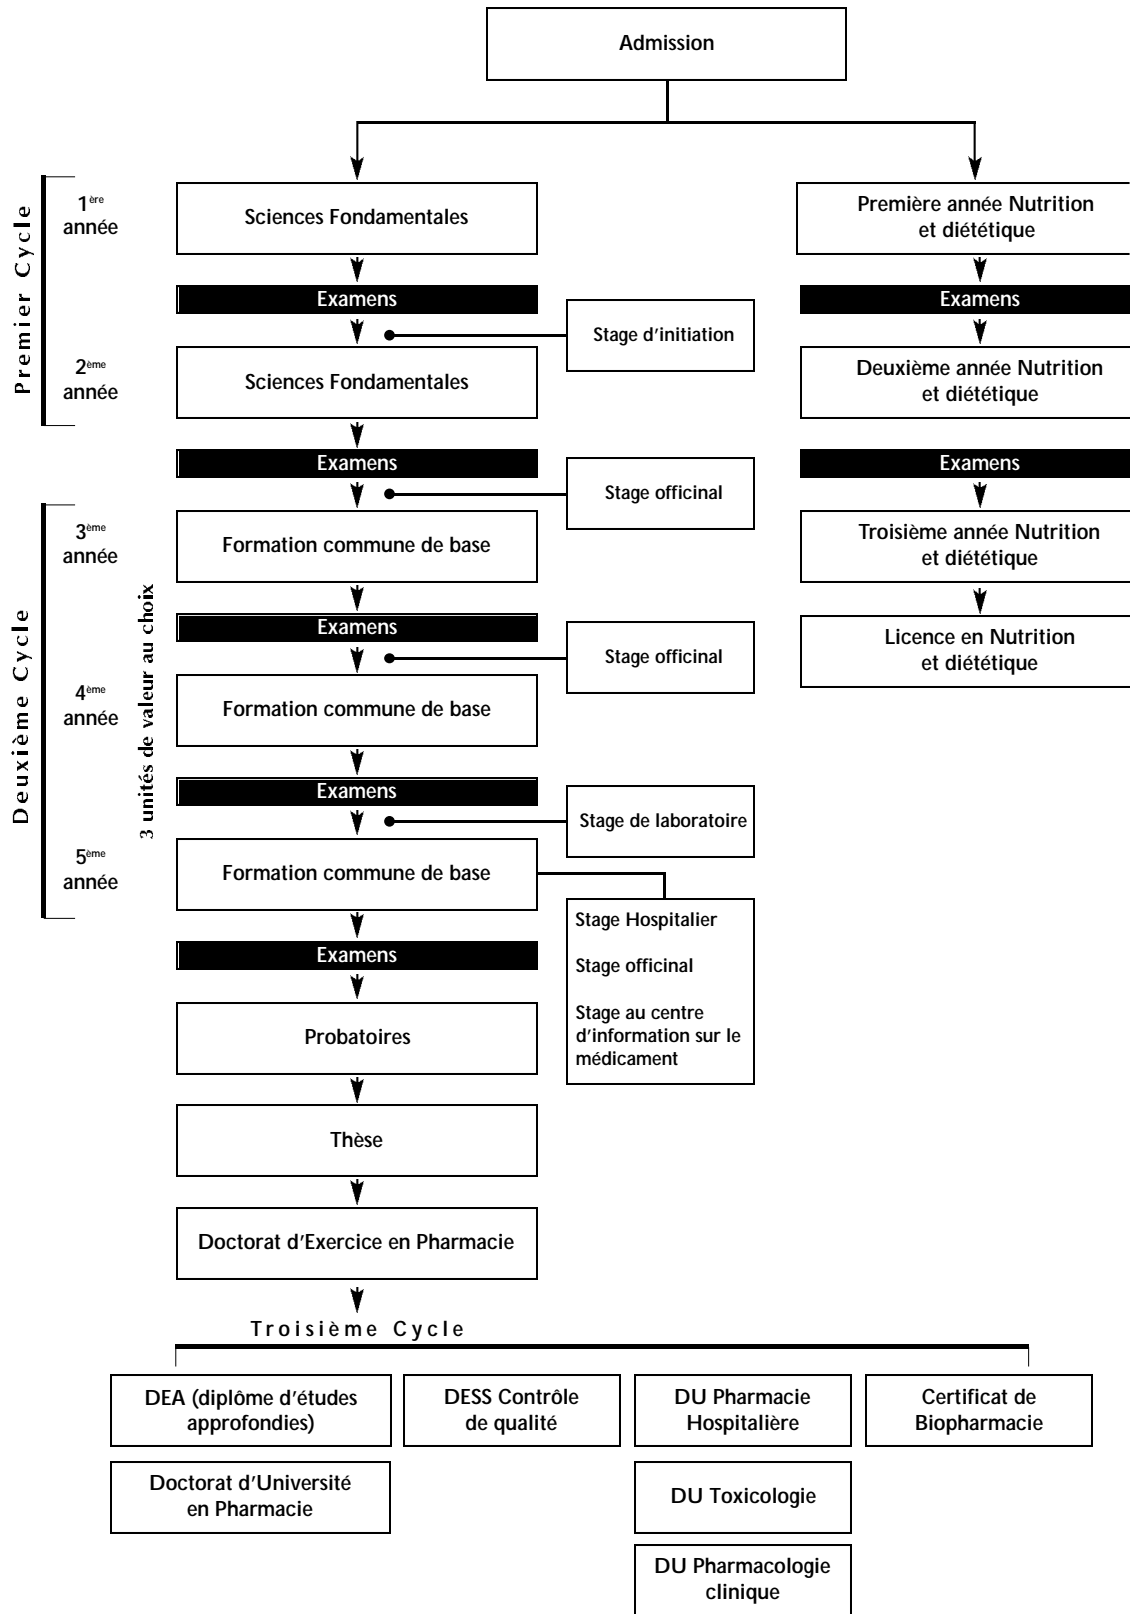 Admission
Premier Cycle
1ère
année
Sciences Fondamentales
Première année Nutrition
et diététique
Examens
Examens
Stage d'initiation
2ème
année
Sciences Fondamentales
Deuxième année Nutrition
et diététique
Examens
Examens
Stage officinal
Deuxième Cycle
3 unités de valeur au choix
3ème
année
Formation commune de base
Troisième année Nutrition
et diététique
Examens
Stage officinal
Licence en Nutrition
et diététique
4ème
année
Formation commune de base
Examens
Stage de laboratoire
5ème
année
Formation commune de base
Stage Hospitalier
Stage officinal
Stage au centre
d'information sur le
médicament
Examens
Probatoires
Thèse
Doctorat d'Exercice en Pharmacie
Troisième Cycle
DEA (diplôme d'études
approfondies)
DESS Contrôle
de qualité
DU Pharmacie
Hospitalière
Certificat de
Biopharmacie
Doctorat d'Université
en Pharmacie
DU Toxicologie
DU Pharmacologie
clinique